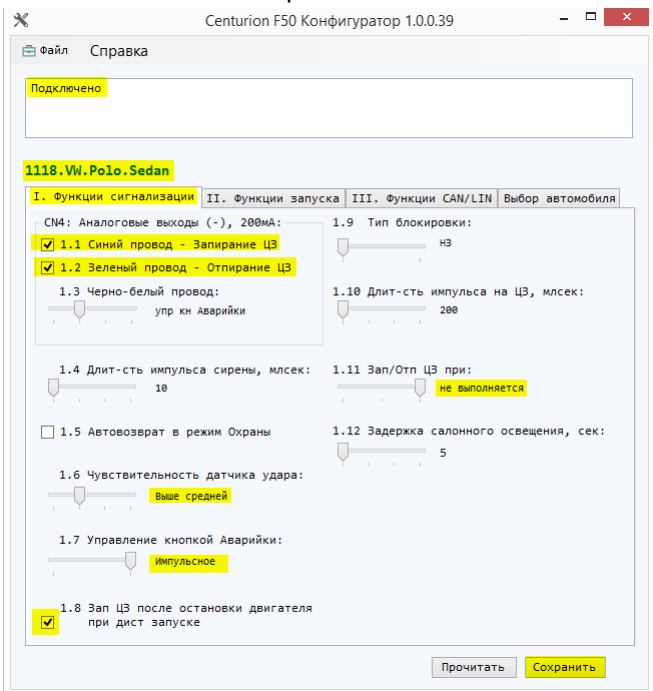 Centurion F50 Конфигуратор 1.0.0.39
Файл Справка
Подключено
1118.VW.Polo.Sedan
I. Функции сигнализации II. Функции запуска III. Функции CAN/LIN Выбор автомобиля
CN4: Аналоговые выходы (-), 200мА:
1.1 Синий провод - Запирание ЦЗ
1.2 Зеленый провод - Отпирание ЦЗ
1.3 Черно-белый провод:
упр кн Аварийки
1.4 Длит-сть импульса сирены, млсек:
10
1.5 Автовозврат в режим Охраны
1.6 Чувствительность датчика удара:
Выше средней
1.7 Управление кнопкой Аварийки:
Импульсное
1.8 Зап ЦЗ после остановки двигателя
при дист запуске
1.9 Тип блокировки:
НЗ
1.10 Длит-сть импульса на ЦЗ, млсек:
200
1.11 Зап/Отп ЦЗ при:
не выполняется
1.12 Задержка салонного освещения, сек:
5
Прочитать Сохранить